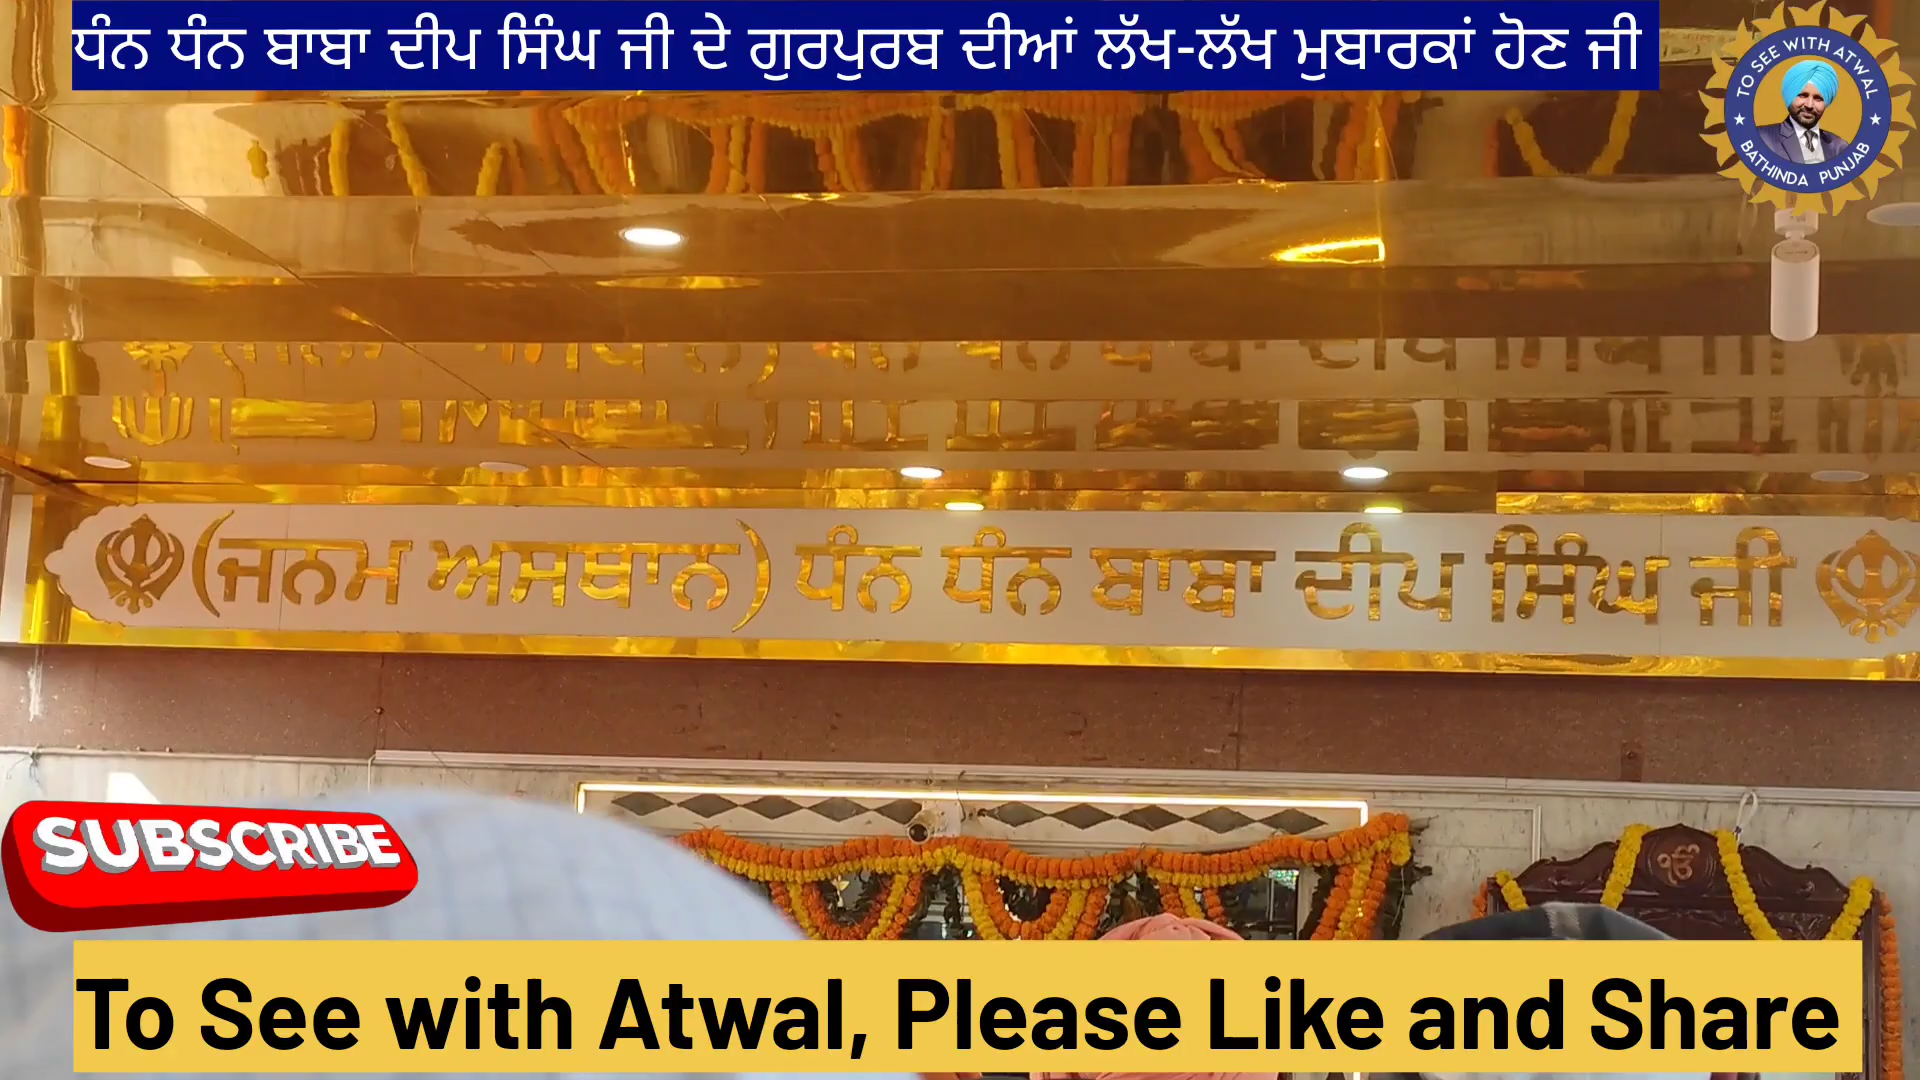 ਧੰਨ ਧੰਨ ਬਾਬਾ ਦੀਪ ਸਿੰਘ ਜੀ ਦੇ ਗੁਰਪੁਰਬ ਦੀਆਂ ਲੱਖ-ਲੱਖ ਮੁਬਾਰਕਾਂ ਹੋਣ ਜੀ
TO SEE WITH ATWAL
BATHINDA PUNJAB
(ਜਨਮ ਅਸਥਾਨ) ਧੰਨ ਧੰਨ ਬਾਬਾ ਦੀਪ ਸਿੰਘ ਜੀ
SUBSCRIBE
ੴ
To See with Atwal, Please Like and Share